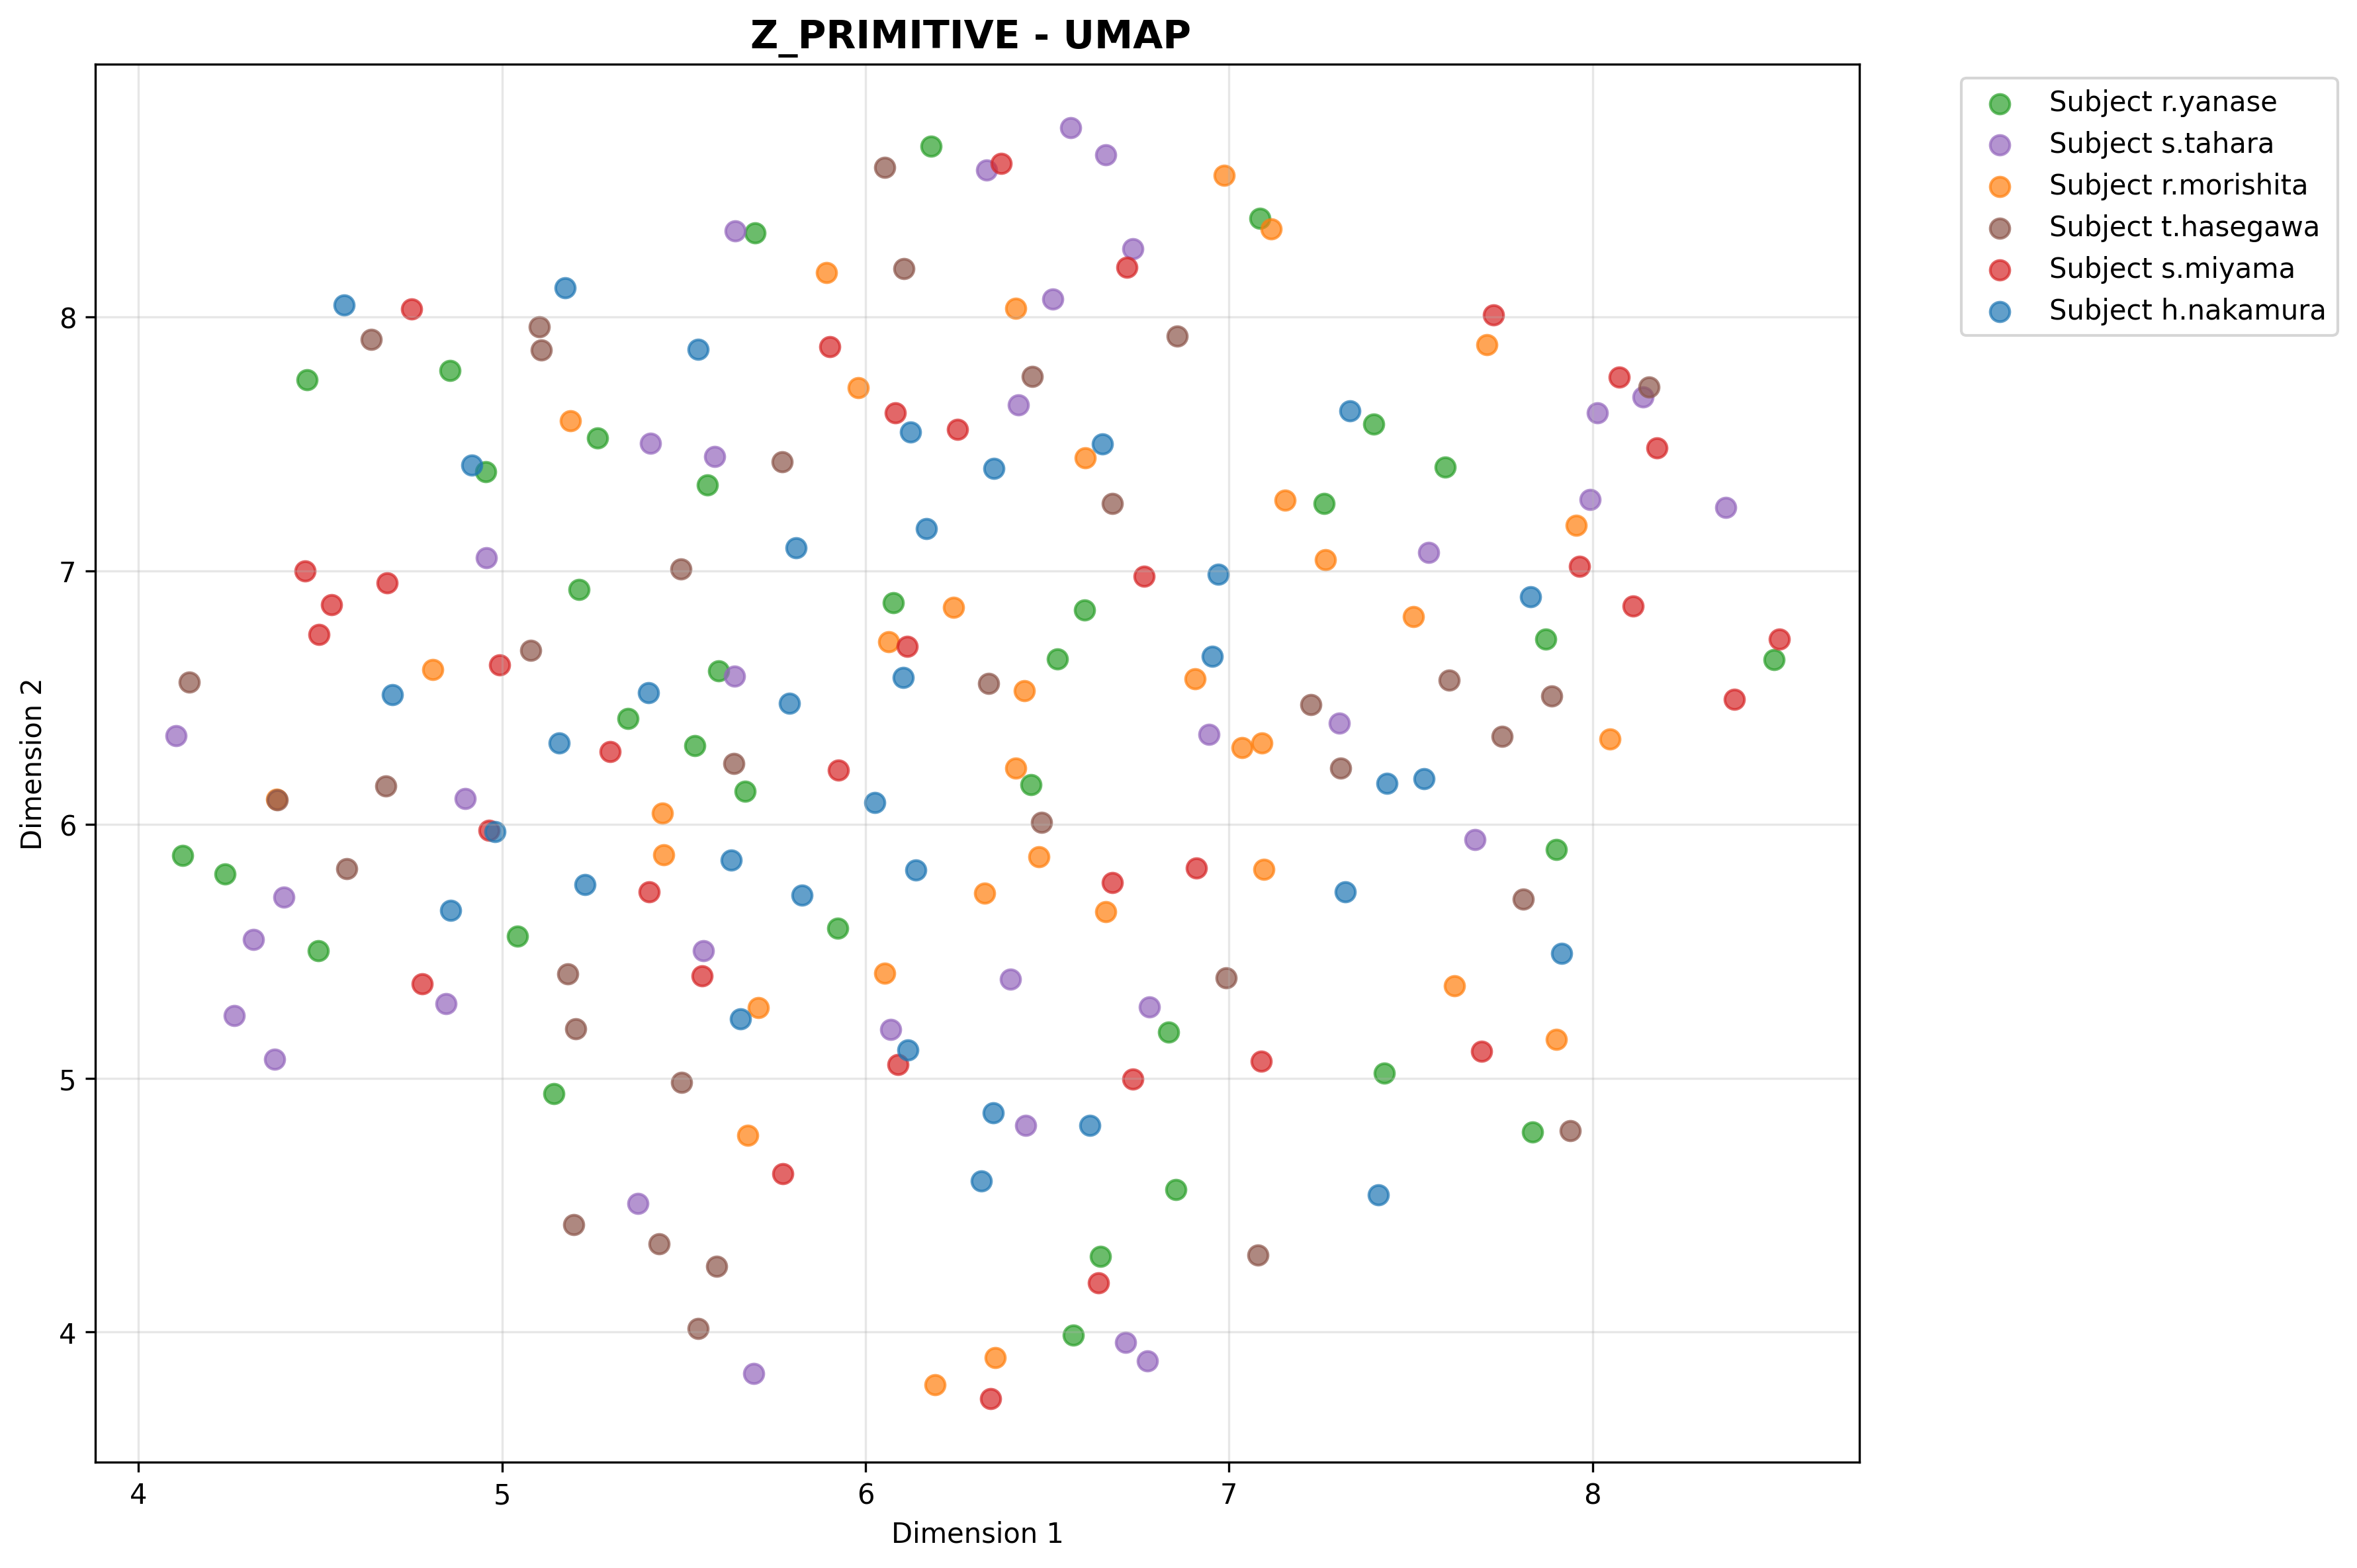 Z_PRIMITIVE - UMAP
Subject r.yanase
Subject s.tahara
Subject r.morishita
Subject t.hasegawa
Subject s.miyama
Subject h.nakamura
Dimension 2
8
7
6
5
4
4 5 6 7 8
Dimension 1